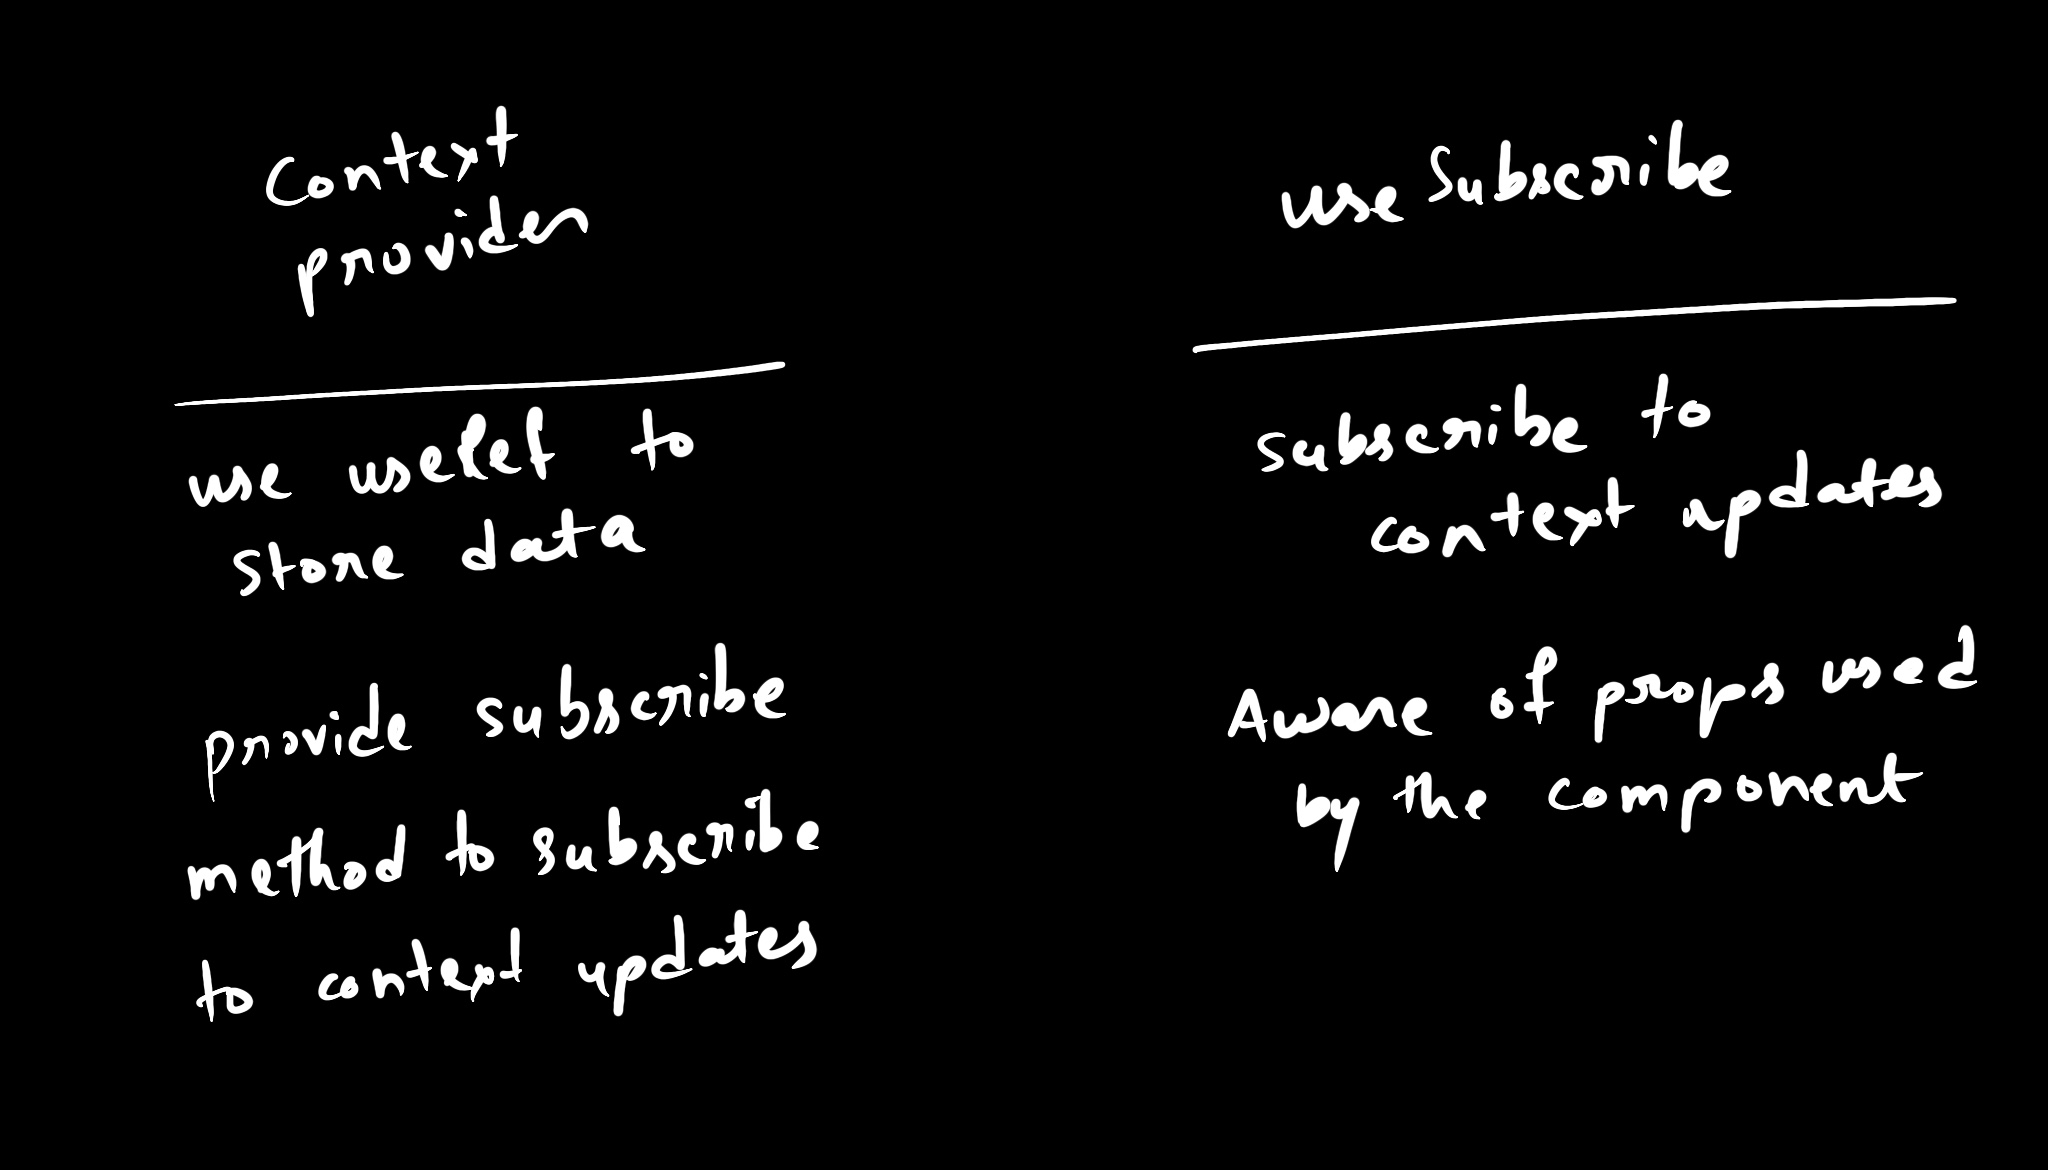 Context
provider
use useRef to
store data
provide subscribe
method to subscribe
to context updates
use Subscribe
subscribe to
context updates
Aware of props used
by the component